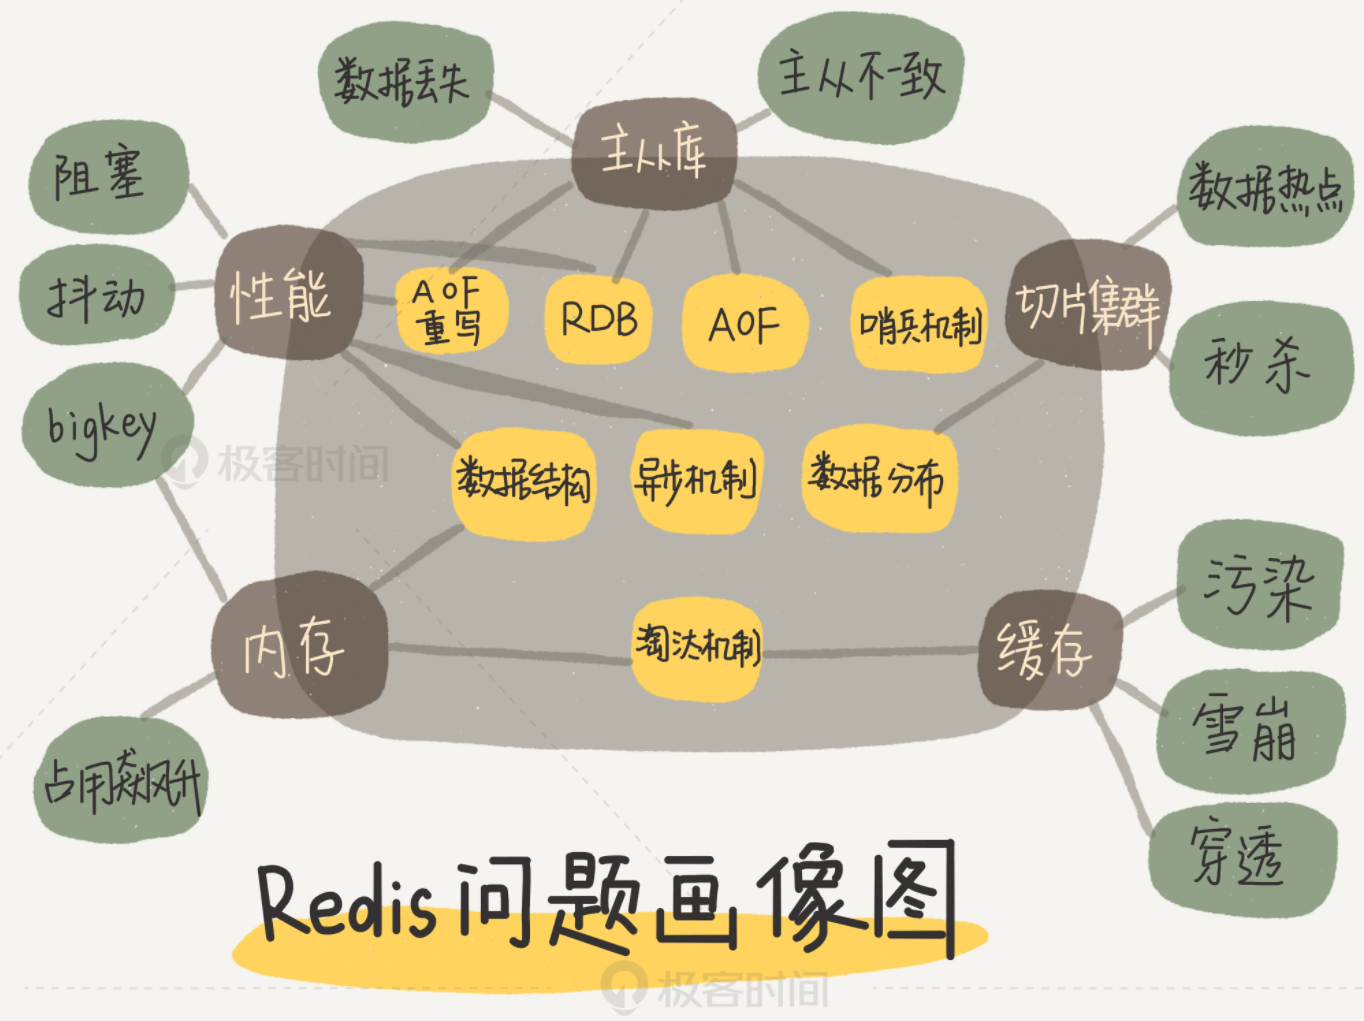 数据丢失
主从不一致
主从库
阻塞
数据热点
性能
抖动
切片集群
AOF
重写
RDB
AOF
哨兵机制
秒杀
bigkey
数据结构
异步机制
数据分布
极客时间
污染
内存
淘汰机制
缓存
雪崩
占用飙升
穿透
Redis问题画像图
极客时间